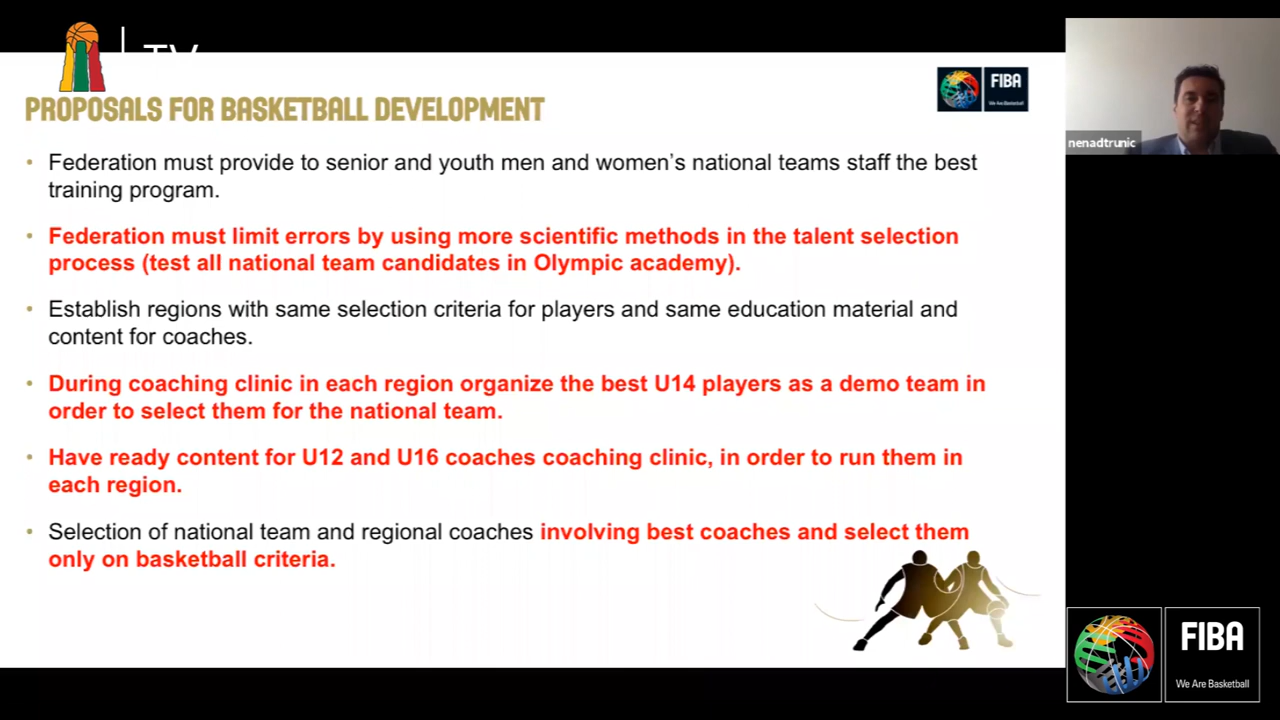 TV
PROPOSALS FOR BASKETBALL DEVELOPMENT
FIBA
We Are Basketball
• Federation must provide to senior and youth men and women's national teams staff the best
training program.
• Federation must limit errors by using more scientific methods in the talent selection
process (test all national team candidates in Olympic academy).
• Establish regions with same selection criteria for players and same education material and
content for coaches.
• During coaching clinic in each region organize the best U14 players as a demo team in
order to select them for the national team.
• Have ready content for U12 and U16 coaches coaching clinic, in order to run them in
each region.
• Selection of national team and regional coaches involving best coaches and select them
only on basketball criteria.
nenadtrunic
FIBA
We Are Basketball